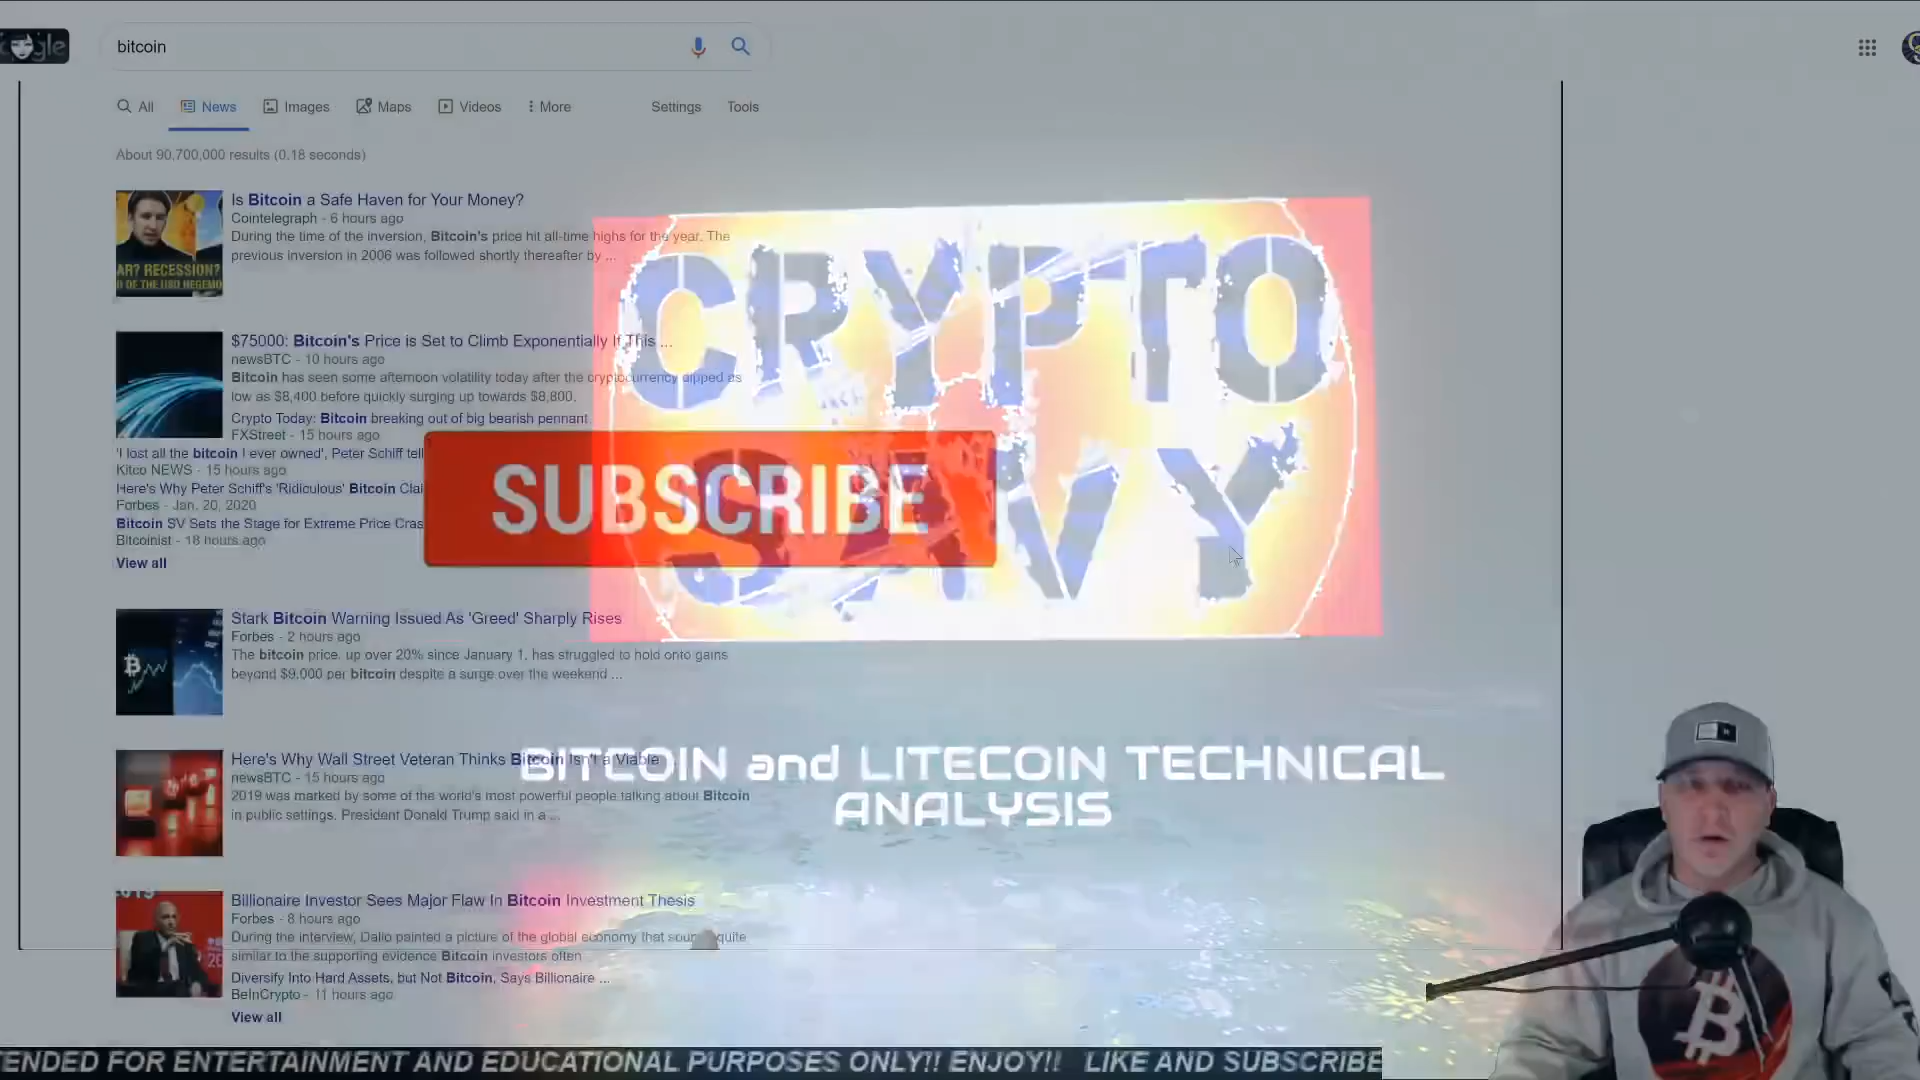 bitcoin
All News Images Maps Videos More Settings Tools
About 90,700,000 results (0.18 seconds)
Is Bitcoin a Safe Haven for Your Money?
Cointelegraph - 6 hours ago
During the time of the inversion, Bitcoin's price hit all-time highs for the year. The
previous inversion in 2006 was followed shortly thereafter by ...
AR? RECESSION?
OF THE USD HEGEMO
$75000: Bitcoin's Price is Set to Climb Exponentially If This ...
newsBTC - 10 hours ago
Bitcoin has seen some afternoon volatility today after the cryptocurrency dipped as
low as $8,400 before quickly surging up towards $8,800.
Crypto Today: Bitcoin breaking out of big bearish pennant
FXStreet - 15 hours ago
'I lost all the bitcoin I ever owned', Peter Schiff tell
Kitco NEWS - 15 hours ago
Here's Why Peter Schiff's 'Ridiculous' Bitcoin Clai
Forbes - Jan. 20, 2020
Bitcoin SV Sets the Stage for Extreme Price Cras
Bitcoinist - 18 hours ago
View all
CRYPTO
SAVVY
SUBSCRIBE
Stark Bitcoin Warning Issued As 'Greed' Sharply Rises
Forbes - 2 hours ago
The bitcoin price, up over 20% since January 1, has struggled to hold onto gains
beyond $9,000 per bitcoin despite a surge over the weekend ...
Here's Why Wall Street Veteran Thinks Bitcoin Isn't a Viable
newsBTC - 15 hours ago
2019 was marked by some of the world's most powerful people talking about Bitcoin
in public settings. President Donald Trump said in a ...
BITCOIN and LITECOIN TECHNICAL
ANALYSIS
Billionaire Investor Sees Major Flaw In Bitcoin Investment Thesis
Forbes - 8 hours ago
During the interview, Dalio painted a picture of the global economy that quite
similar to the supporting evidence Bitcoin investors often
Diversify Into Hard Assets, but Not Bitcoin, Says Billionaire ...
BeInCrypto - 11 hours ago
View all
TENDED FOR ENTERTAINMENT AND EDUCATIONAL PURPOSES ONLY!! ENJOY!! LIKE AND SUBSCRIBE